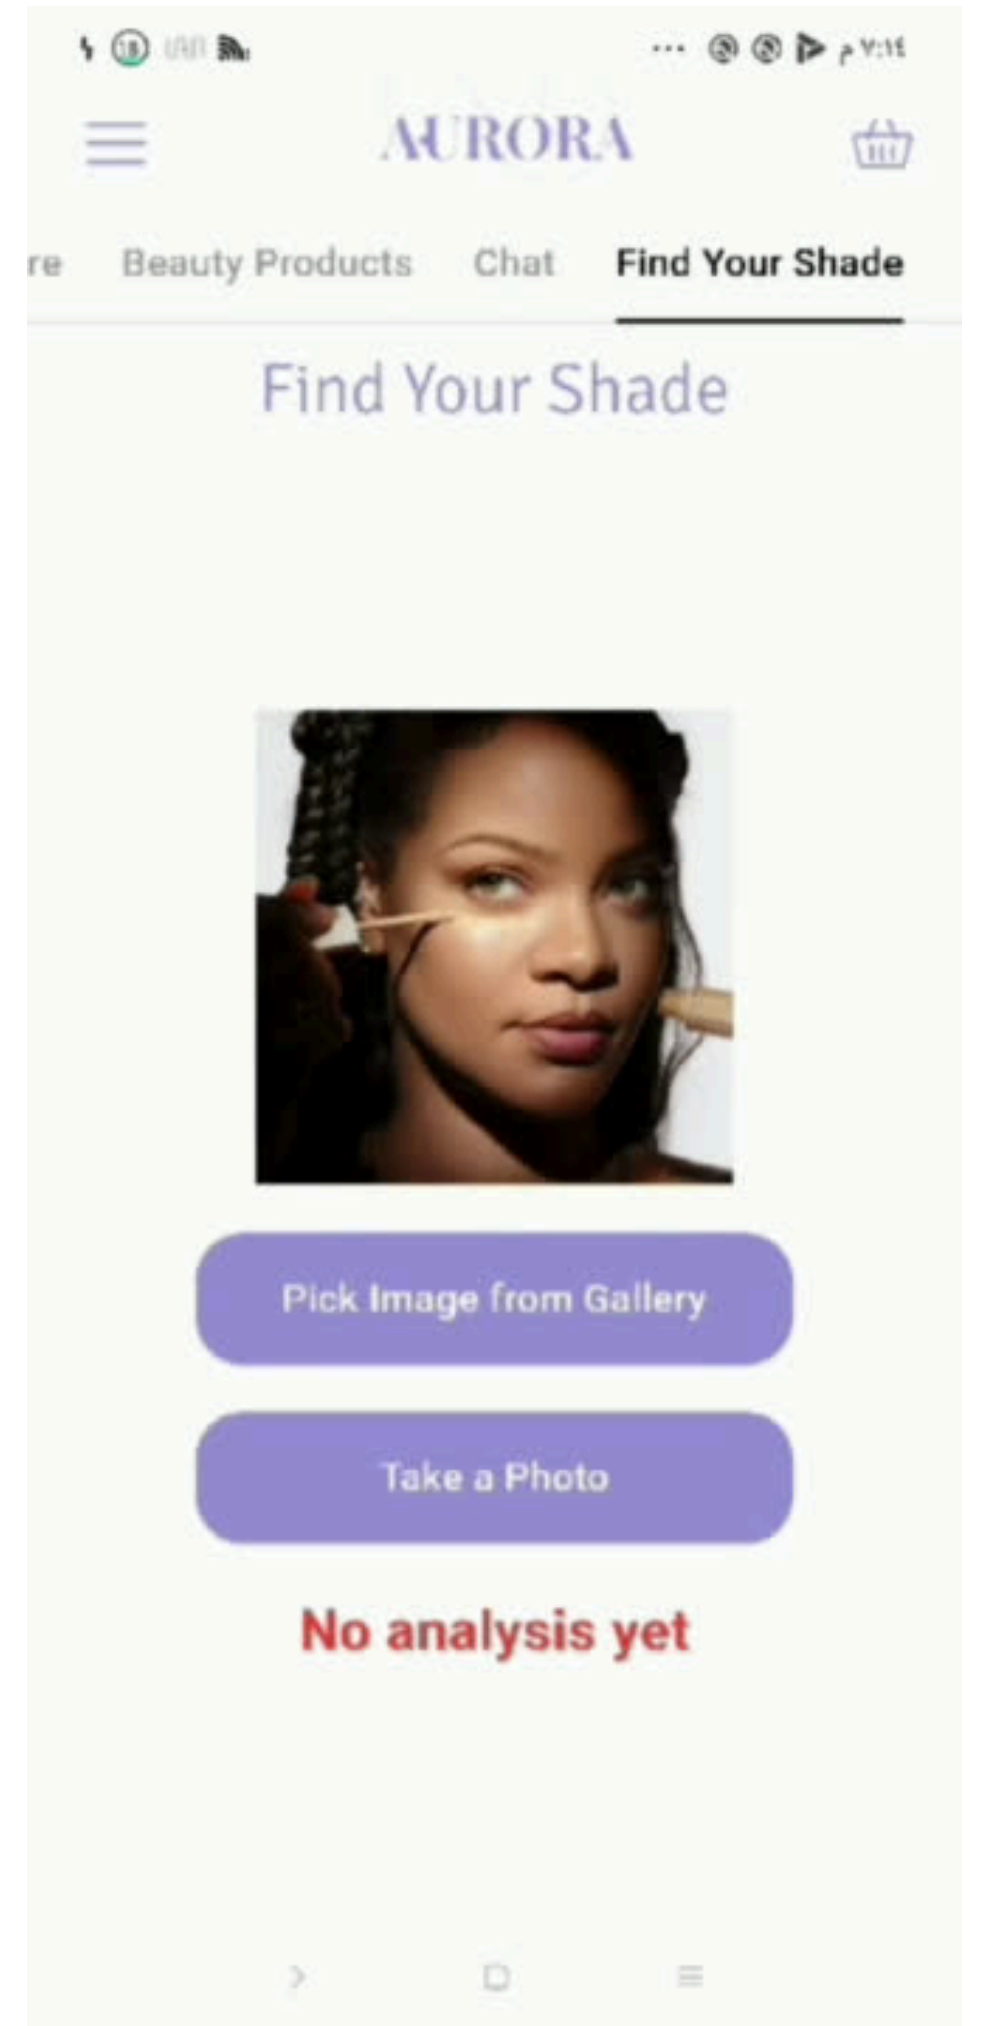 18
م ٧:١٤
AURORA
re Beauty Products Chat Find Your Shade
Find Your Shade
Pick Image from Gallery
Take a Photo
No analysis yet